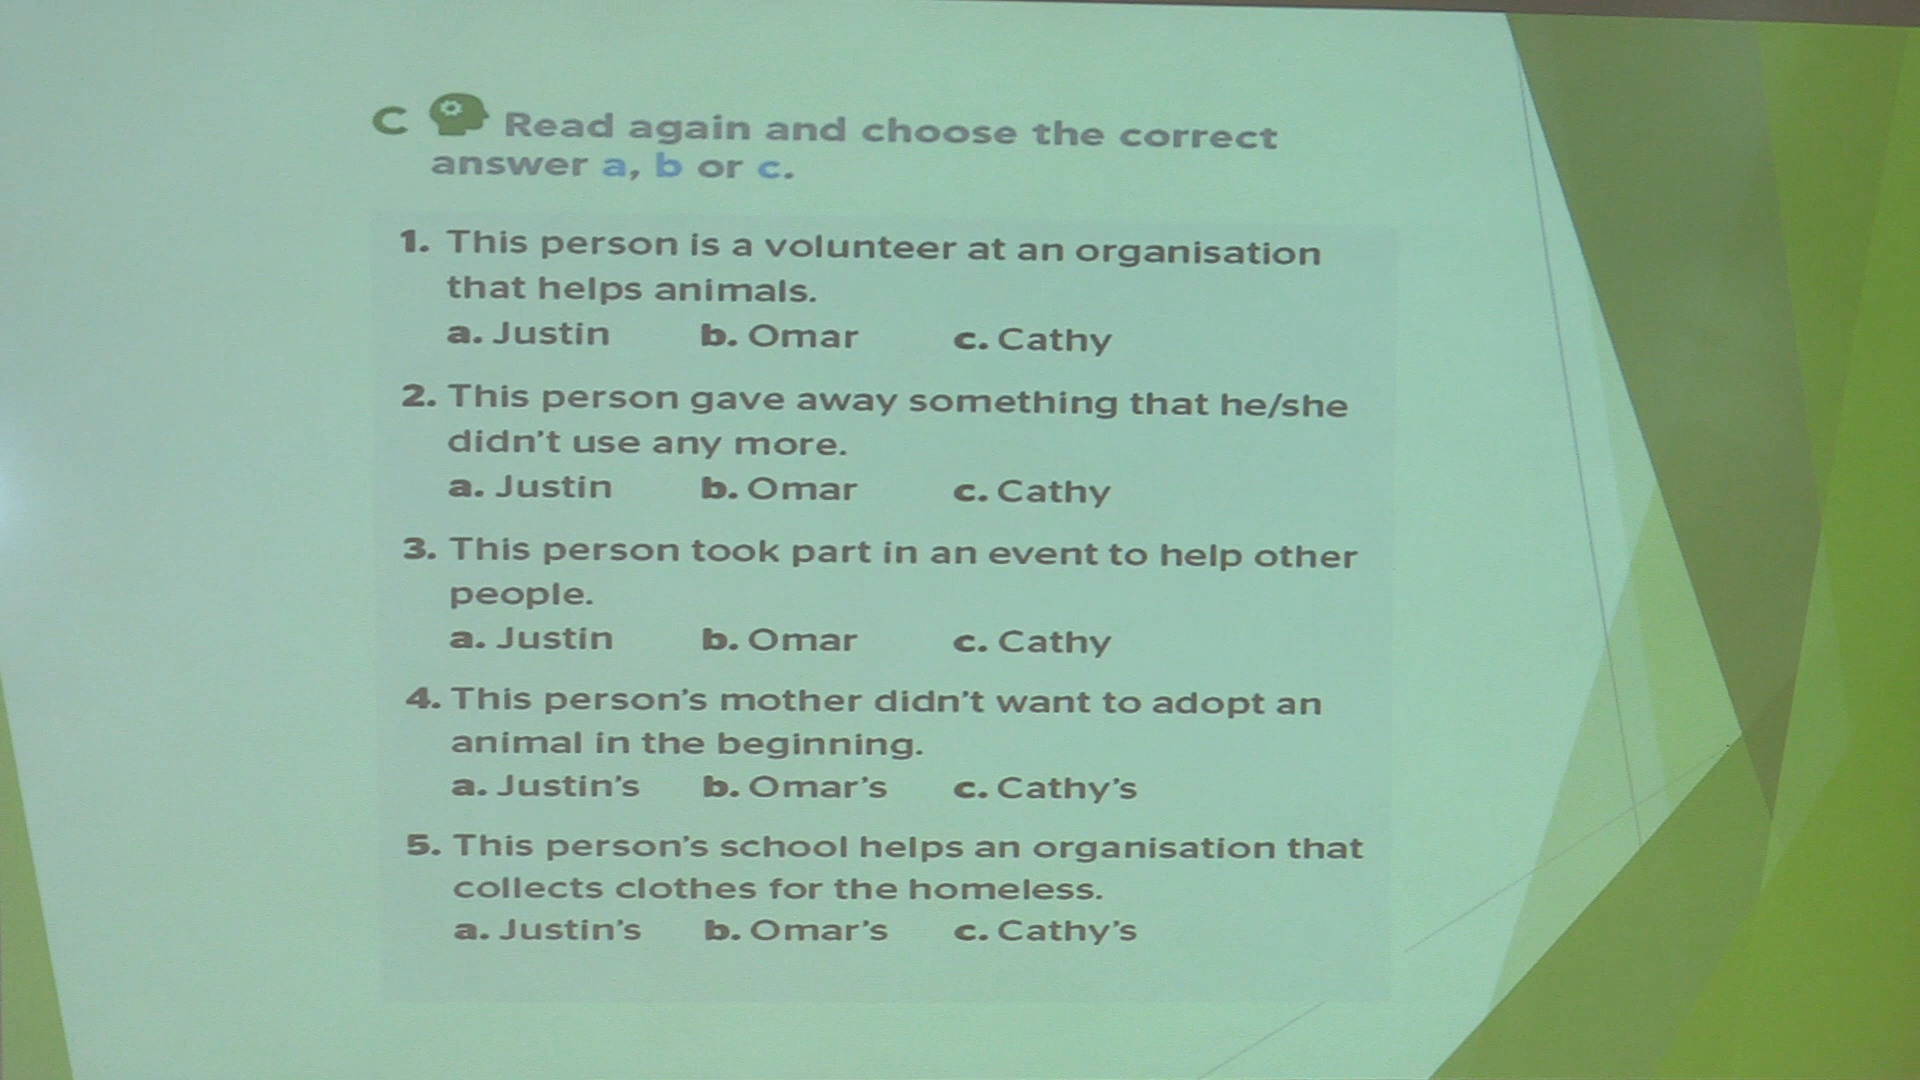 C Read again and choose the correct
answer a, b or c.
1. This person is a volunteer at an organisation
that helps animals.
a. Justin b. Omar c. Cathy
2. This person gave away something that he/she
didn't use any more.
a. Justin b. Omar c. Cathy
3. This person took part in an event to help other
people.
a. Justin b. Omar c. Cathy
4. This person's mother didn't want to adopt an
animal in the beginning.
a. Justin's b. Omar's c. Cathy's
5. This person's school helps an organisation that
collects clothes for the homeless.
a. Justin's b. Omar's c. Cathy's